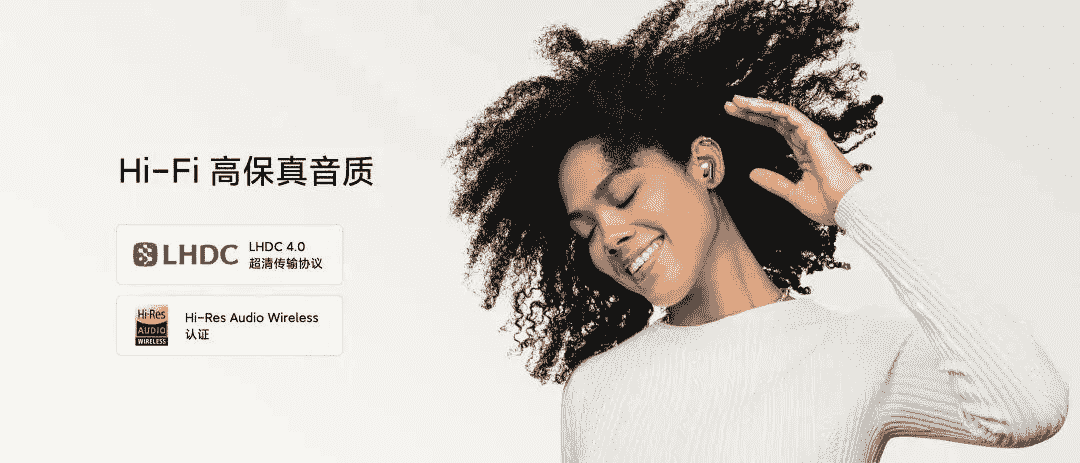 Hi-Fi 高保真音质
LHDC
LHDC 4.0
超清传输协议
Hi-Res
AUDIO
WIRELESS
Hi-Res Audio Wireless
认证